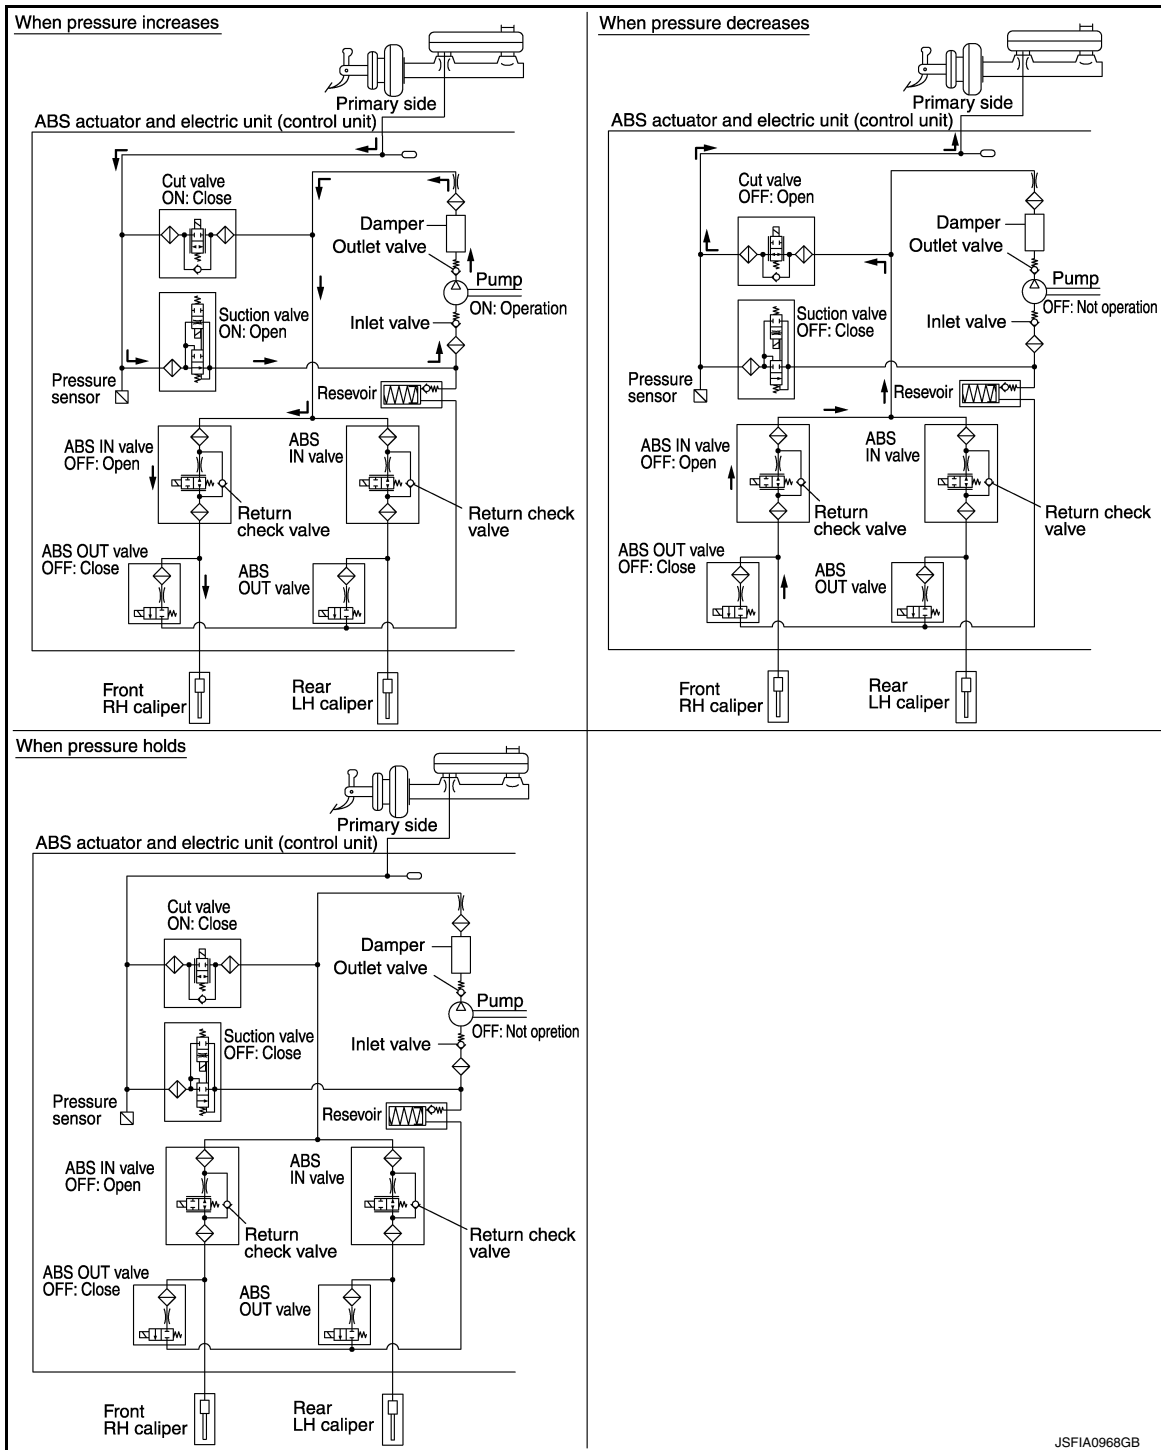 When pressure increases
Primary side
ABS actuator and electric unit (control unit)
Cut valve
ON: Close
Damper
Outlet valve
Pump
ON: Operation
Suction valve
ON: Open
Inlet valve
Pressure
sensor
Resevoir
ABS IN valve
OFF: Open
ABS
IN valve
Return
check valve
Return check
valve
ABS OUT valve
OFF: Close
ABS
OUT valve
Front
RH caliper
Rear
LH caliper
When pressure decreases
Primary side
ABS actuator and electric unit (control unit)
Cut valve
OFF: Open
Damper
Outlet valve
Pump
OFF: Not operation
Suction valve
OFF: Close
Inlet valve
Pressure
sensor
Resevoir
ABS IN valve
OFF: Open
ABS
IN valve
Return
check valve
Return check
valve
ABS OUT valve
OFF: Close
ABS
OUT valve
Front
RH caliper
Rear
LH caliper
When pressure holds
Primary side
ABS actuator and electric unit (control unit)
Cut valve
ON: Close
Damper
Outlet valve
Pump
OFF: Not opretion
Suction valve
OFF: Close
Inlet valve
Pressure
sensor
Resevoir
ABS IN valve
OFF: Open
ABS
IN valve
Return
check valve
Return check
valve
ABS OUT valve
OFF: Close
ABS
OUT valve
Front
RH caliper
Rear
LH caliper
JSFIA0968GB